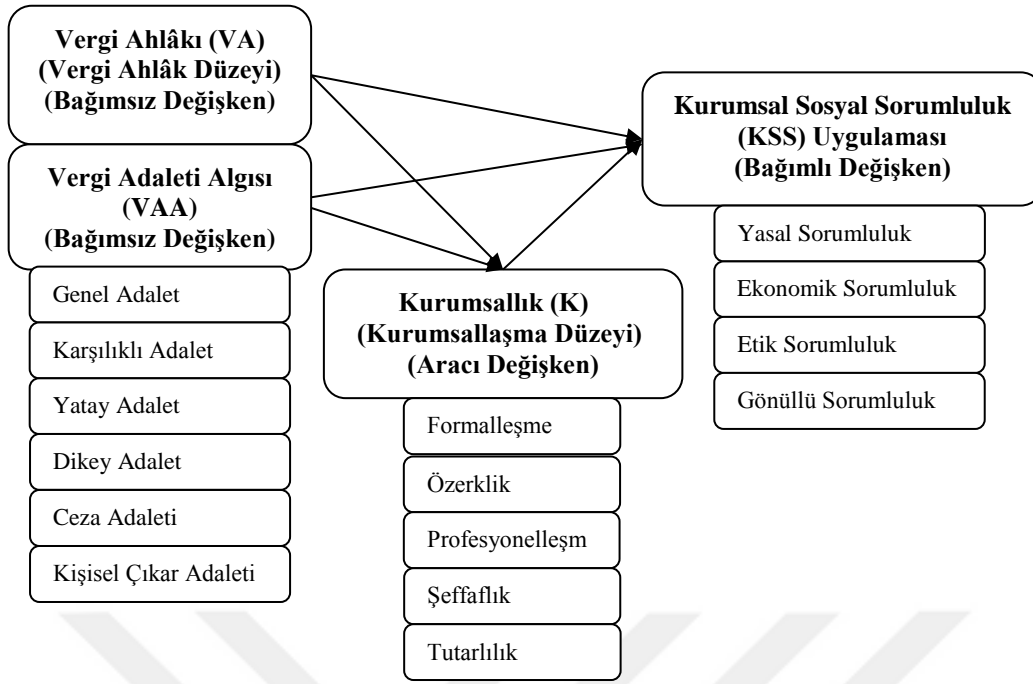 Vergi Ahlâkı (VA)
(Vergi Ahlâk Düzeyi)
(Bağımsız Değişken)
Vergi Adaleti Algısı
(VAA)
(Bağımsız Değişken)
Genel Adalet
Karşılıklı Adalet
Yatay Adalet
Dikey Adalet
Ceza Adaleti
Kişisel Çıkar Adaleti
Kurumsallık (K)
(Kurumsallaşma Düzeyi)
(Aracı Değişken)
Formalleşme
Özerklik
Profesyonelleşm
Şeffaflık
Tutarlılık
Kurumsal Sosyal Sorumluluk
(KSS) Uygulaması
(Bağımlı Değişken)
Yasal Sorumluluk
Ekonomik Sorumluluk
Etik Sorumluluk
Gönüllü Sorumluluk